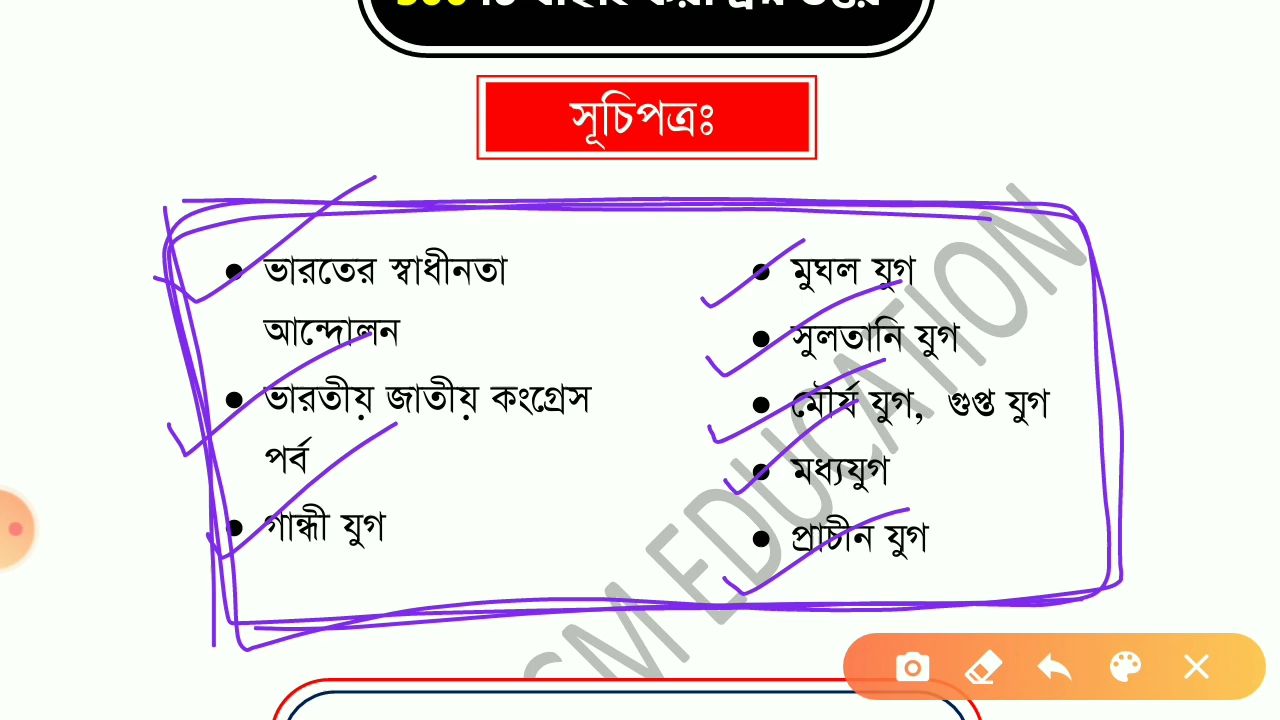 সূচিপত্রঃ
• ভারতের স্বাধীনতা
আন্দোলন
• ভারতীয় জাতীয় কংগ্রেস
পর্ব
• গান্ধী যুগ
• মুঘল যুগ
• সুলতানি যুগ
• মৌর্য যুগ, গুপ্ত যুগ
• মধ্যযুগ
• প্রাচীন যুগ
SM EDUCATION